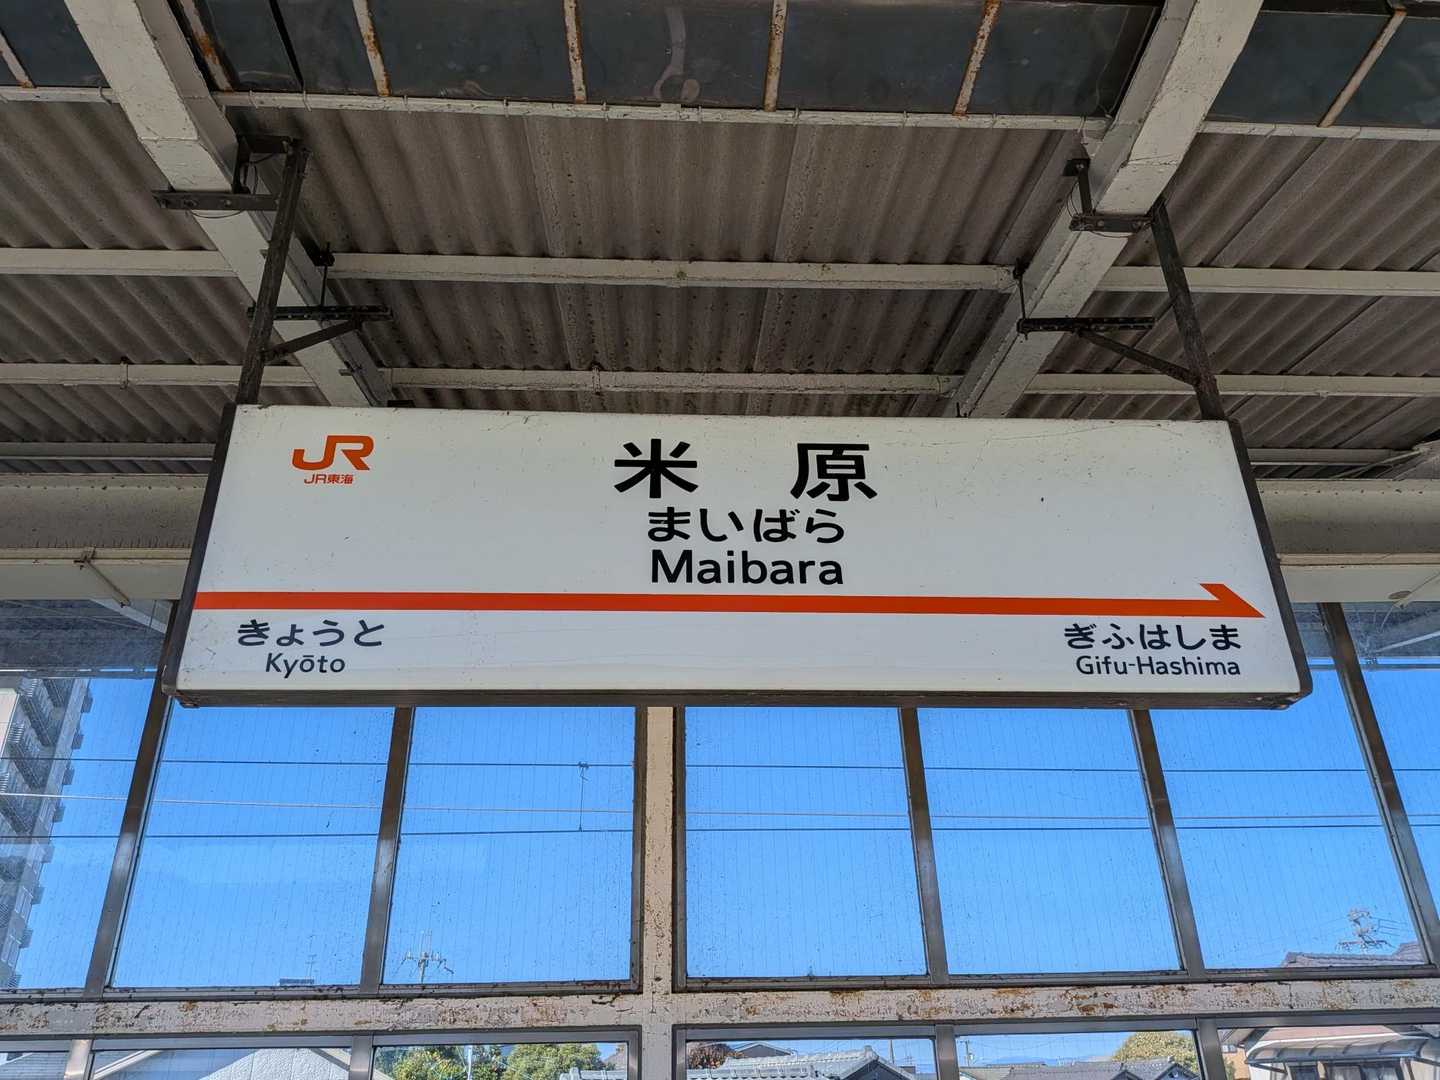 JR
JR東海
米原
まいばら
Maibara
きょうと
Kyōto
ぎふはしま
Gifu-Hashima